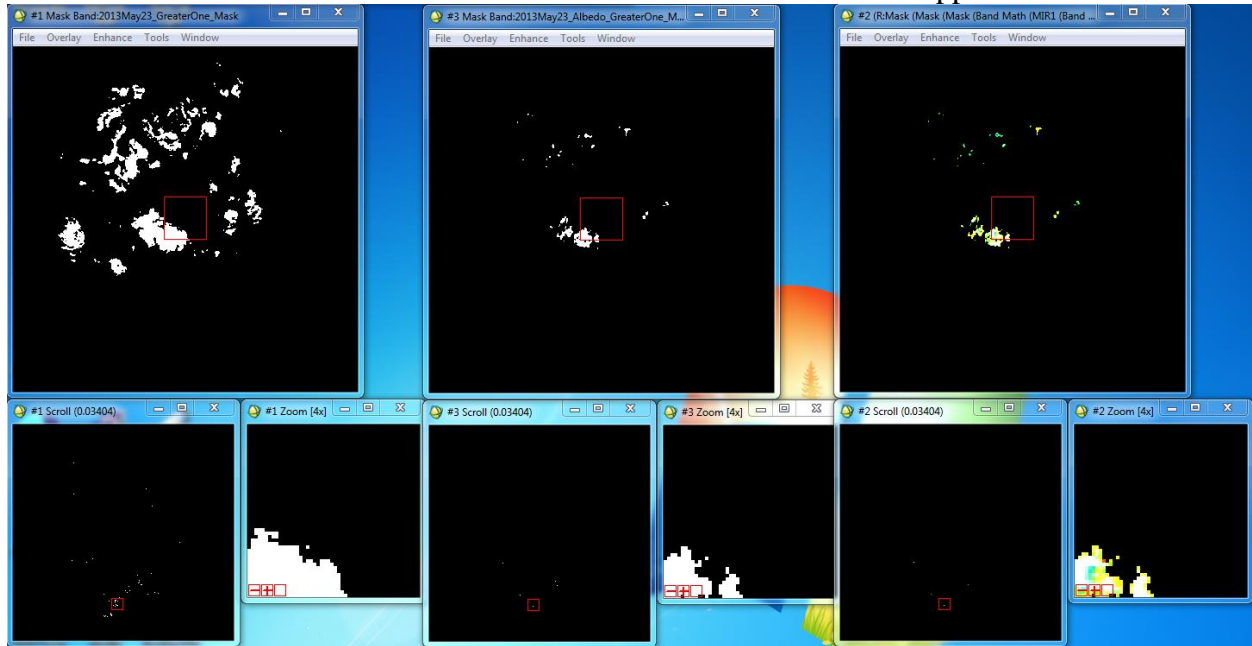 pp
#1 Mask Band:2013May23_GreaterOne_Mask
File Overlay Enhance Tools Window
#3 Mask Band:2013May23_Albedo_GreaterOne_M...
File Overlay Enhance Tools Window
#2 (R:Mask (Mask (Mask (Band Math (MIR1 (Band ...
File Overlay Enhance Tools Window
#1 Scroll (0.03404)
#1 Zoom [4x]
#3 Scroll (0.03404)
#3 Zoom [4x]
#2 Scroll (0.03404)
#2 Zoom [4x]